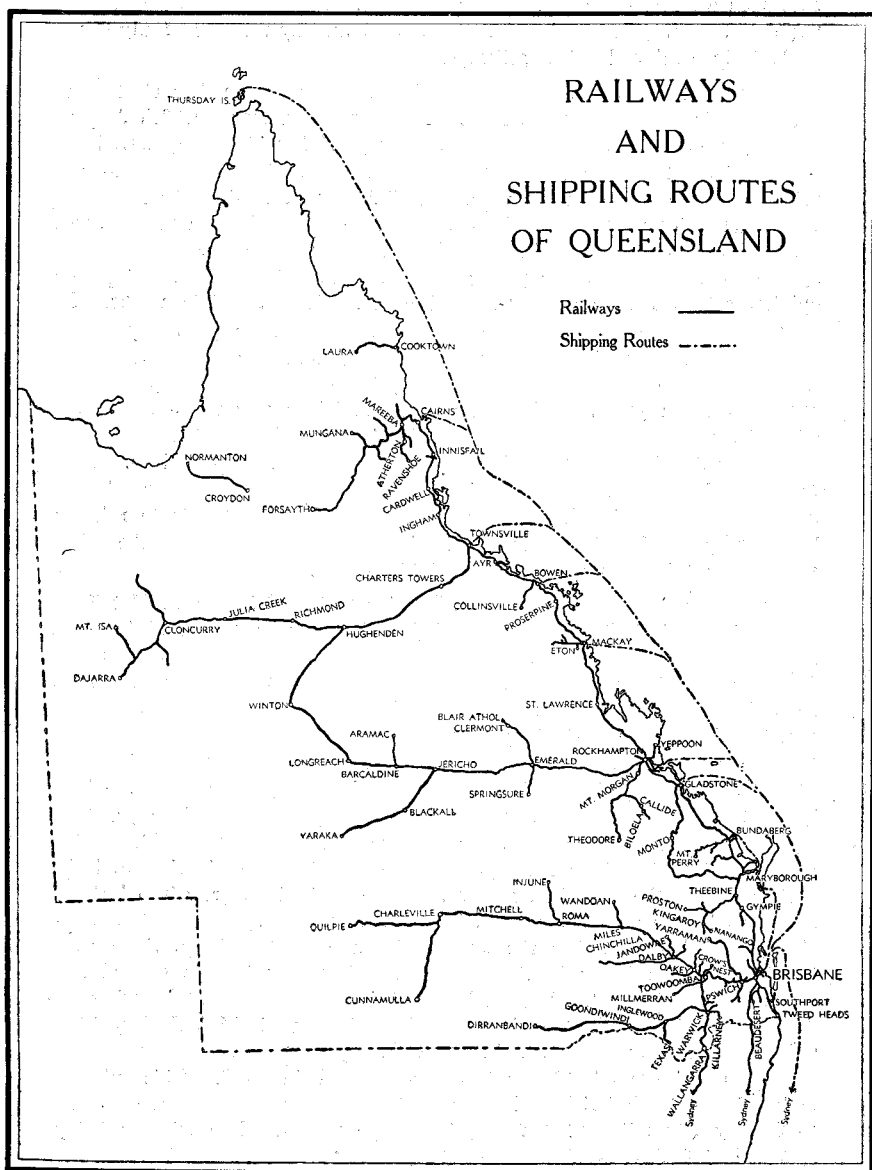 RAILWAYS
AND
SHIPPING ROUTES
OF QUEENSLAND
Railways
Shipping Routes
THURSDAY IS.
LAURA
COOKTOWN
MAREEBA
CAIRNS
MUNGANA
ATHERTON
RAVENSHOE
INNISFAIL
NORMANTON
CROYDON
FORSAYTH
CARDWELL
INGHAM
TOWNSVILLE
AYR
BOWEN
CHARTERS TOWERS
COLLINSVILLE
PROSERPINE
MT. ISA
CLONCURRY
JULIA CREEK
RICHMOND
HUGHENDEN
DAJARRA
ETON
MACKAY
WINTON
ST. LAWRENCE
BLAIR ATHOL
CLERMONT
ARAMAC
ROCKHAMPTON
YEPPOON
LONGREACH
BARCALDINE
JERICHO
EMERALD
MT. MORGAN
GLADSTONE
SPRINGSURE
CALLIDE
BLACKALL
BILOELA
YARAKA
THEODORE
MONTO
BUNDABERG
MT.
PERRY
MARYBOROUGH
INJUNE
WANDOAN
THEEBINE
PROSTON
GYMPIE
KINGAROY
CHARLEVILLE
MITCHELL
ROMA
QUILPIE
MILES
CHINCHILLA
YARRAMAN
NANANGO
JANDOWAE
DALBY
CROW'S
NEST
OAKEY
BRISBANE
TOOWOOMBA
IPSWICH
CUNNAMULLA
MILLMERRAN
SOUTHPORT
TWEED HEADS
DIRRANBANDI
GOONDIWINDI
INGLEWOOD
TEXAS
WARWICK
KILLARNEY
BEAUDESERT
WALLANGARRA
Sydney
Sydney
Sydney